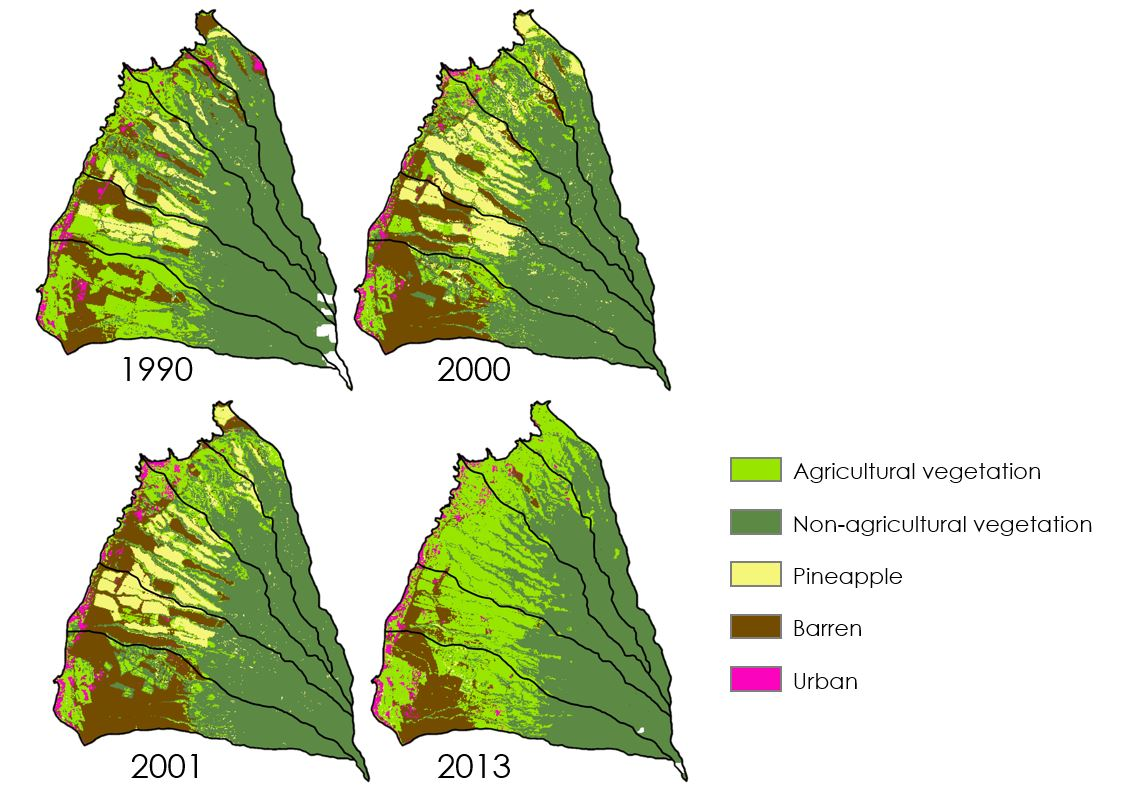 1990
2000
2001
2013
Agricultural vegetation
Non-agricultural vegetation
Pineapple
Barren
Urban